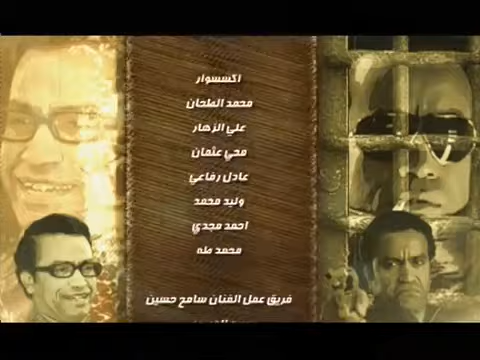 اكسسوار
محمد الطحان
علي الزهار
محي عثمان
عادل رفاعي
وليد محمد
احمد مجدي
محمد طه
فريق عمل الفنان سامح حسين